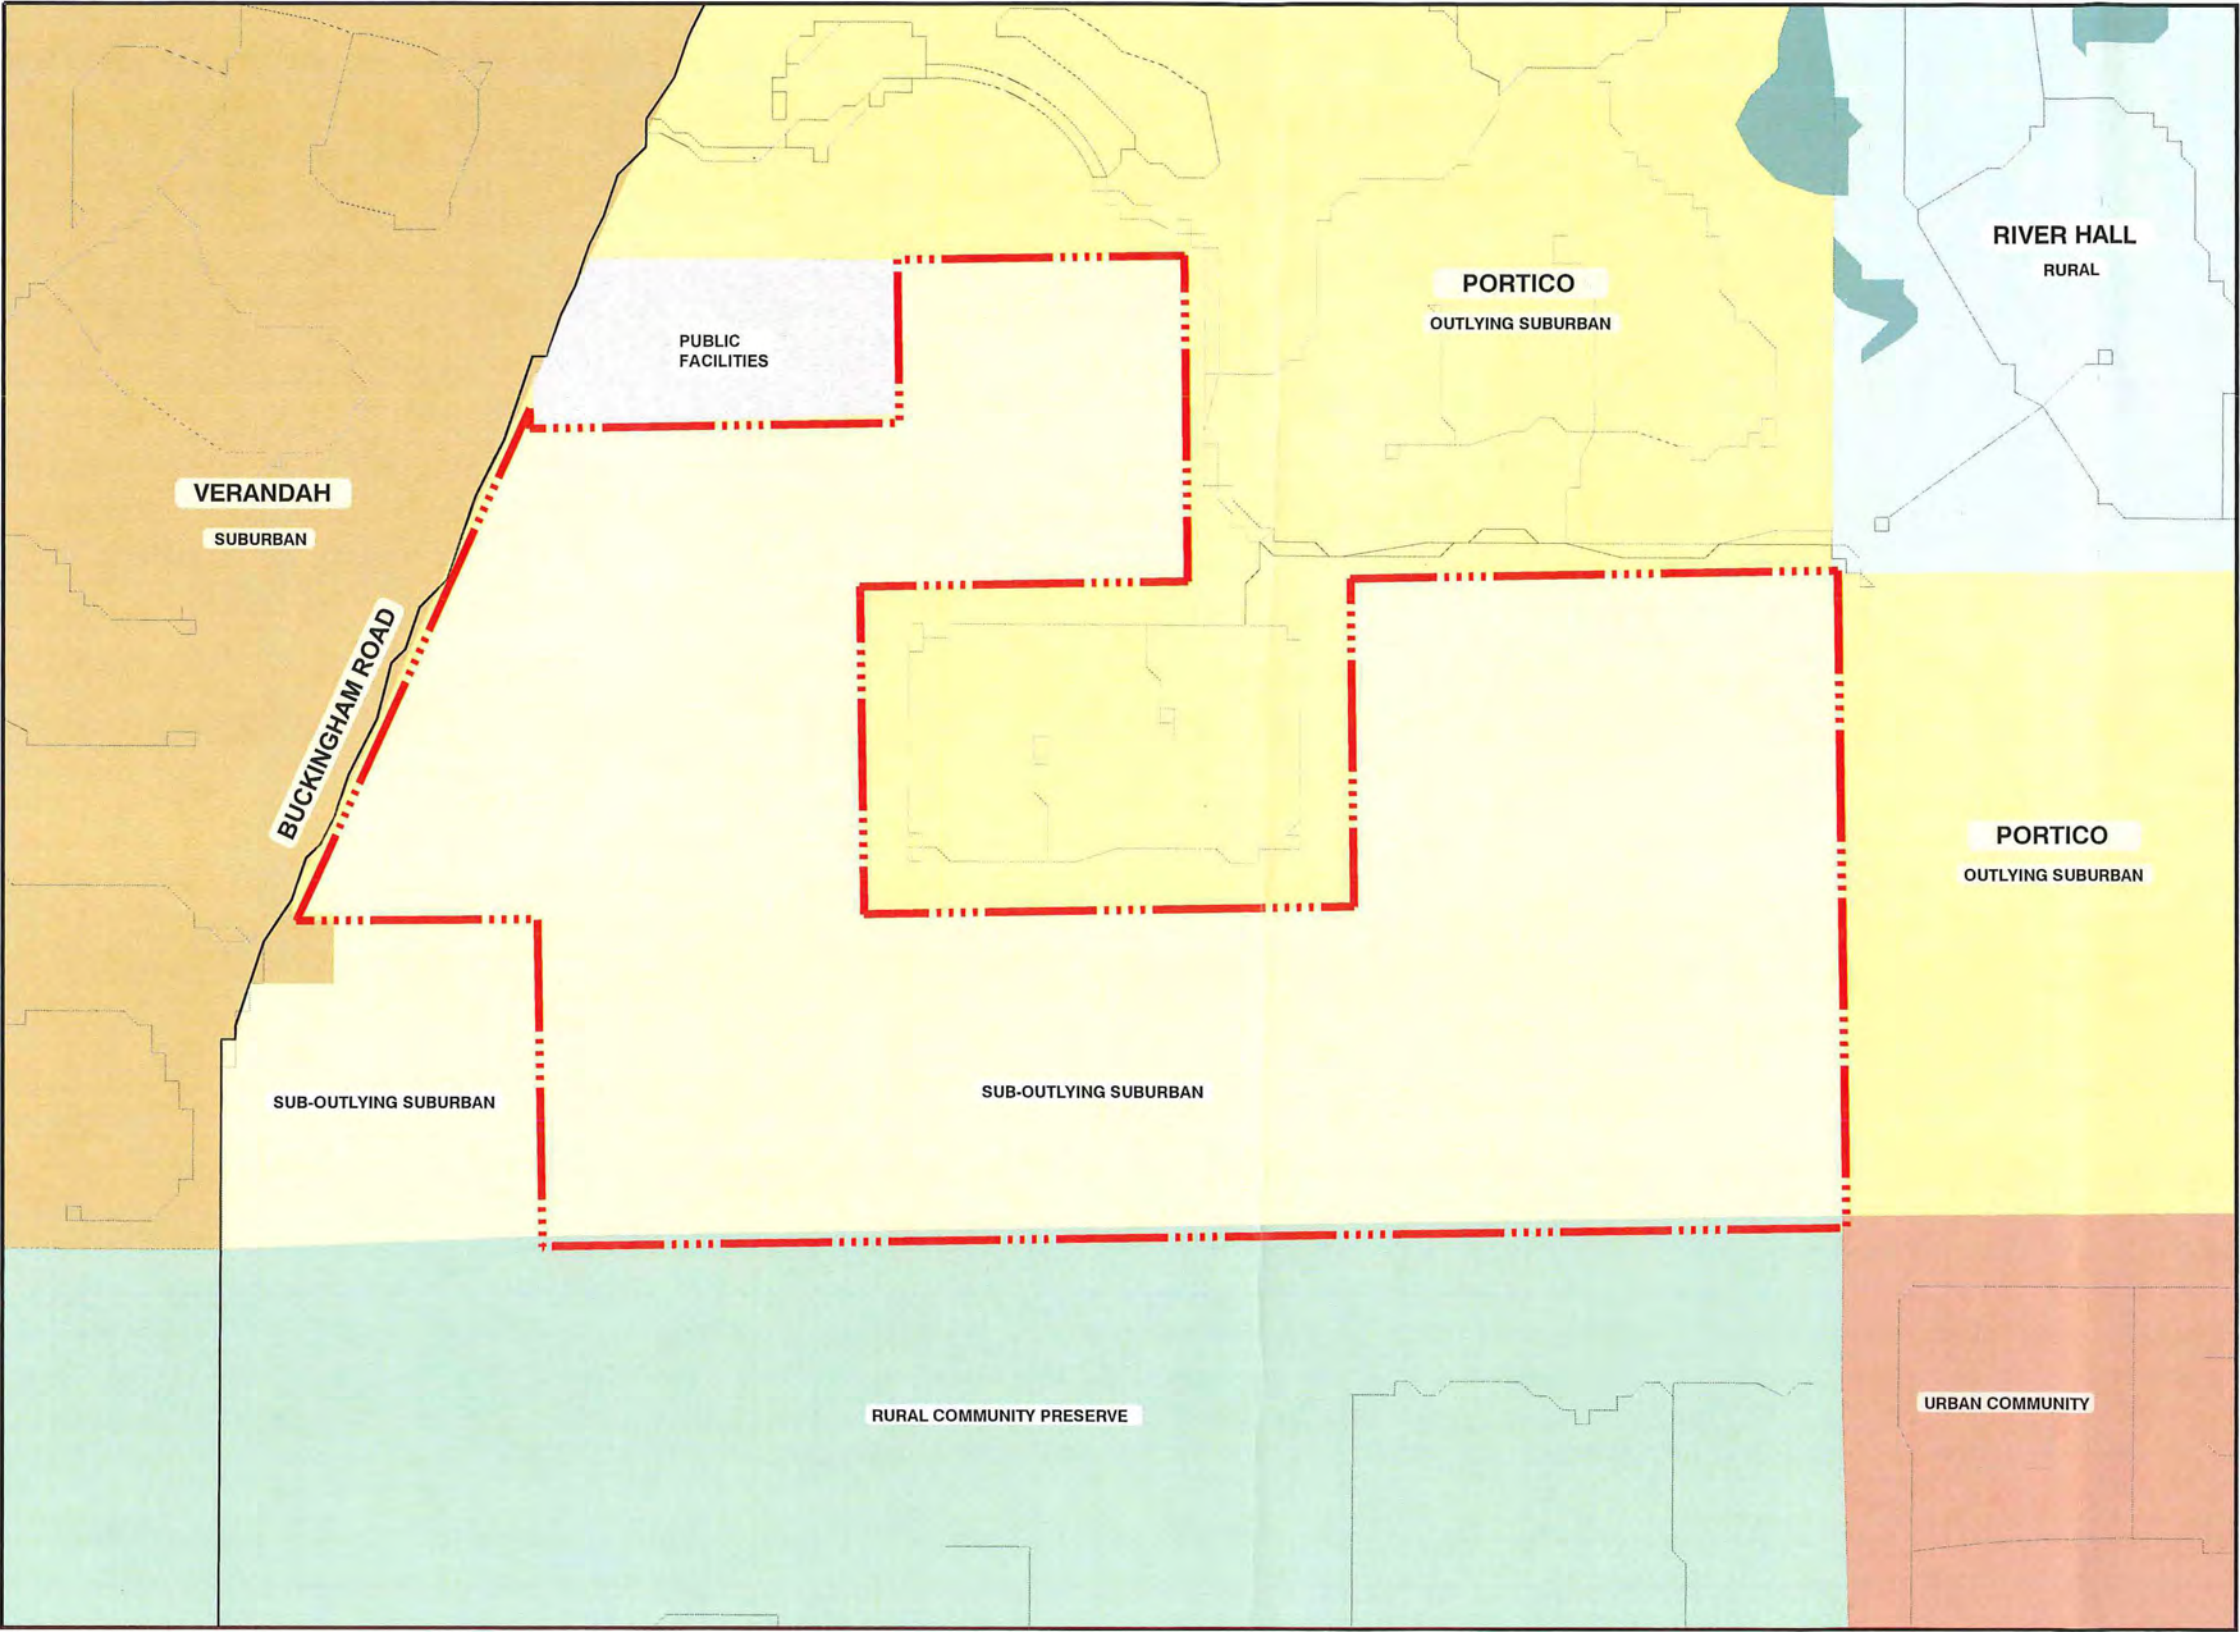 RIVER HALL
RURAL
PORTICO
OUTLYING SUBURBAN
PUBLIC
FACILITIES
VERANDAH
SUBURBAN
BUCKINGHAM ROAD
PORTICO
OUTLYING SUBURBAN
SUB-OUTLYING SUBURBAN
SUB-OUTLYING SUBURBAN
RURAL COMMUNITY PRESERVE
URBAN COMMUNITY